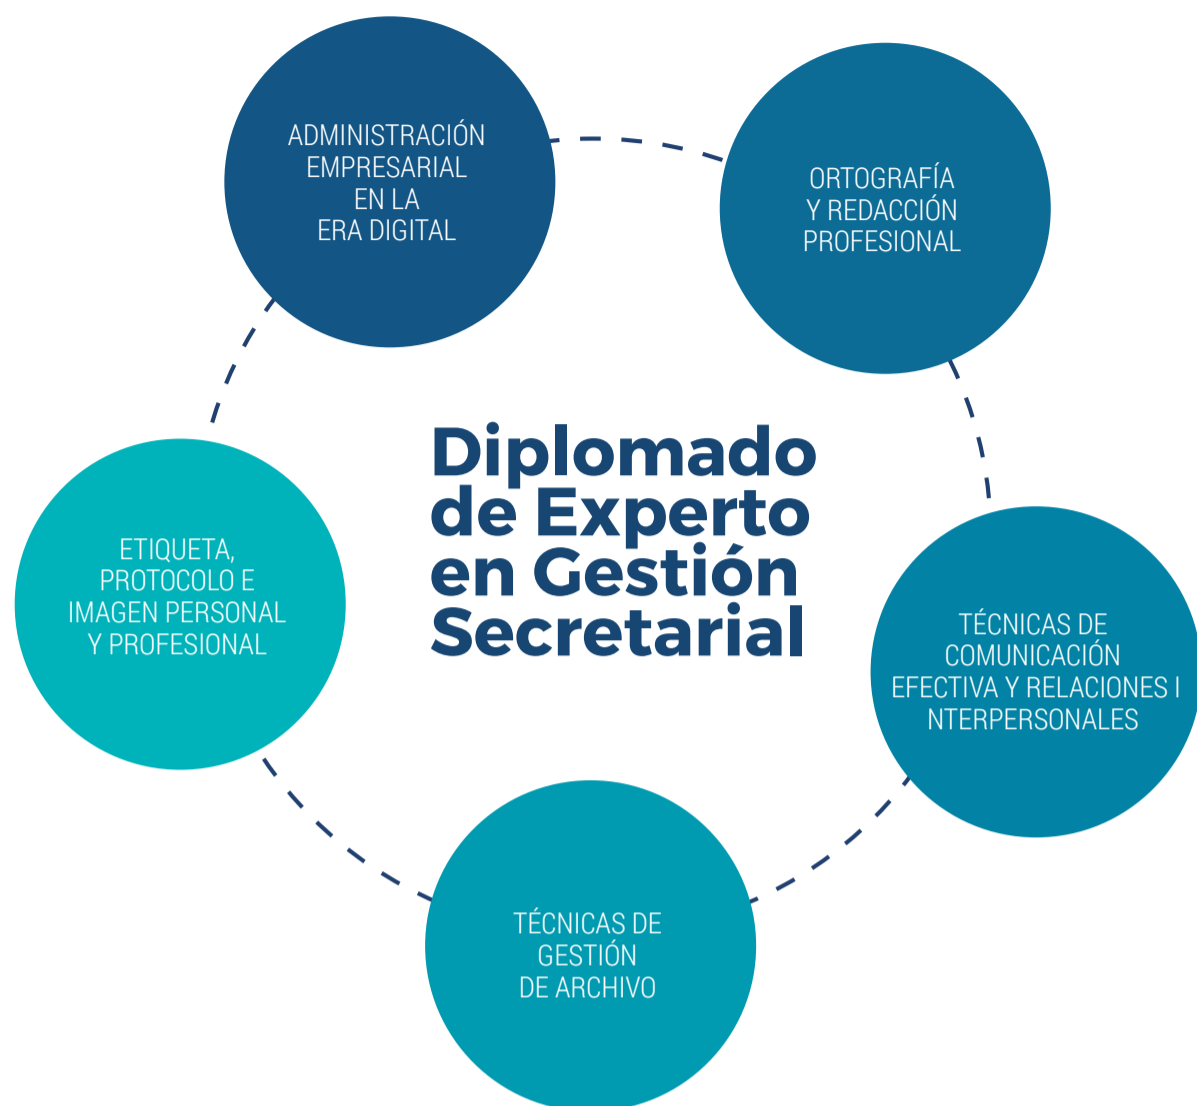 ADMINISTRACIÓN
EMPRESARIAL
EN LA
ERA DIGITAL
ORTOGRAFÍA
Y REDACCIÓN
PROFESIONAL
Diplomado
de Experto
en Gestión
Secretarial
ETIQUETA,
PROTOCOLO E
IMAGEN PERSONAL
Y PROFESIONAL
TÉCNICAS DE
COMUNICACIÓN
EFECTIVA Y RELACIONES I
NTERPERSONALES
TÉCNICAS DE
GESTIÓN
DE ARCHIVO